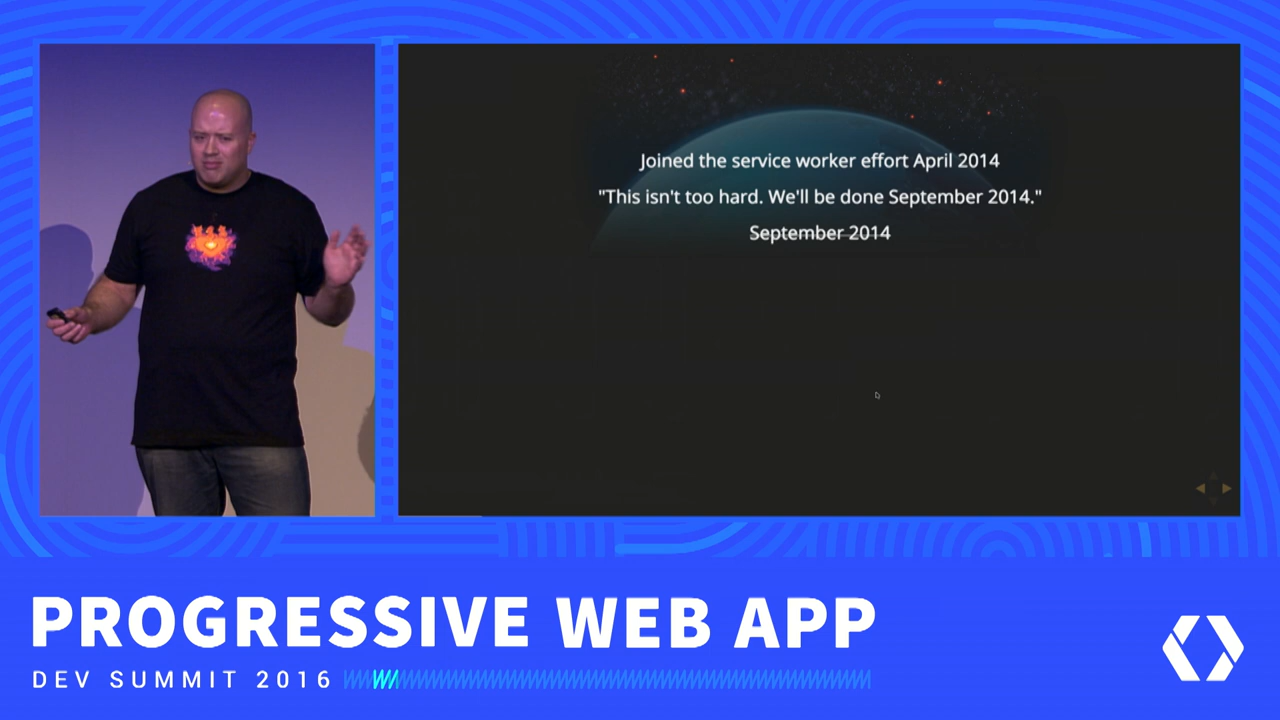 Joined the service worker effort April 2014
"This isn't too hard. We'll be done September 2014."
September 2014
PROGRESSIVE WEB APP
DEV SUMMIT 2016